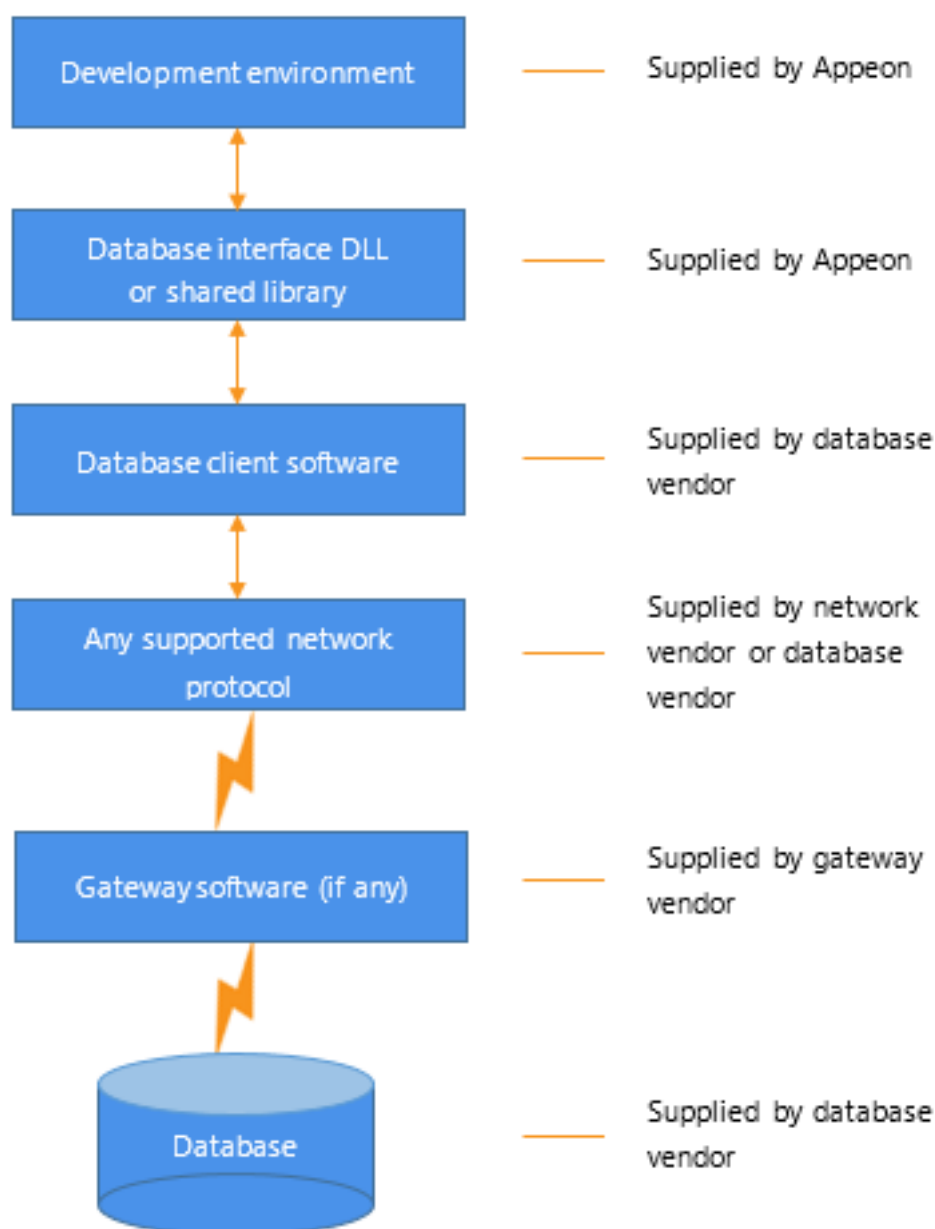 Development environment
Supplied by Appeon
Database interface DLL
or shared library
Supplied by Appeon
Database client software
Supplied by database
vendor
Any supported network
protocol
Supplied by network
vendor or database
vendor
Gateway software (if any)
Supplied by gateway
vendor
Database
Supplied by database
vendor